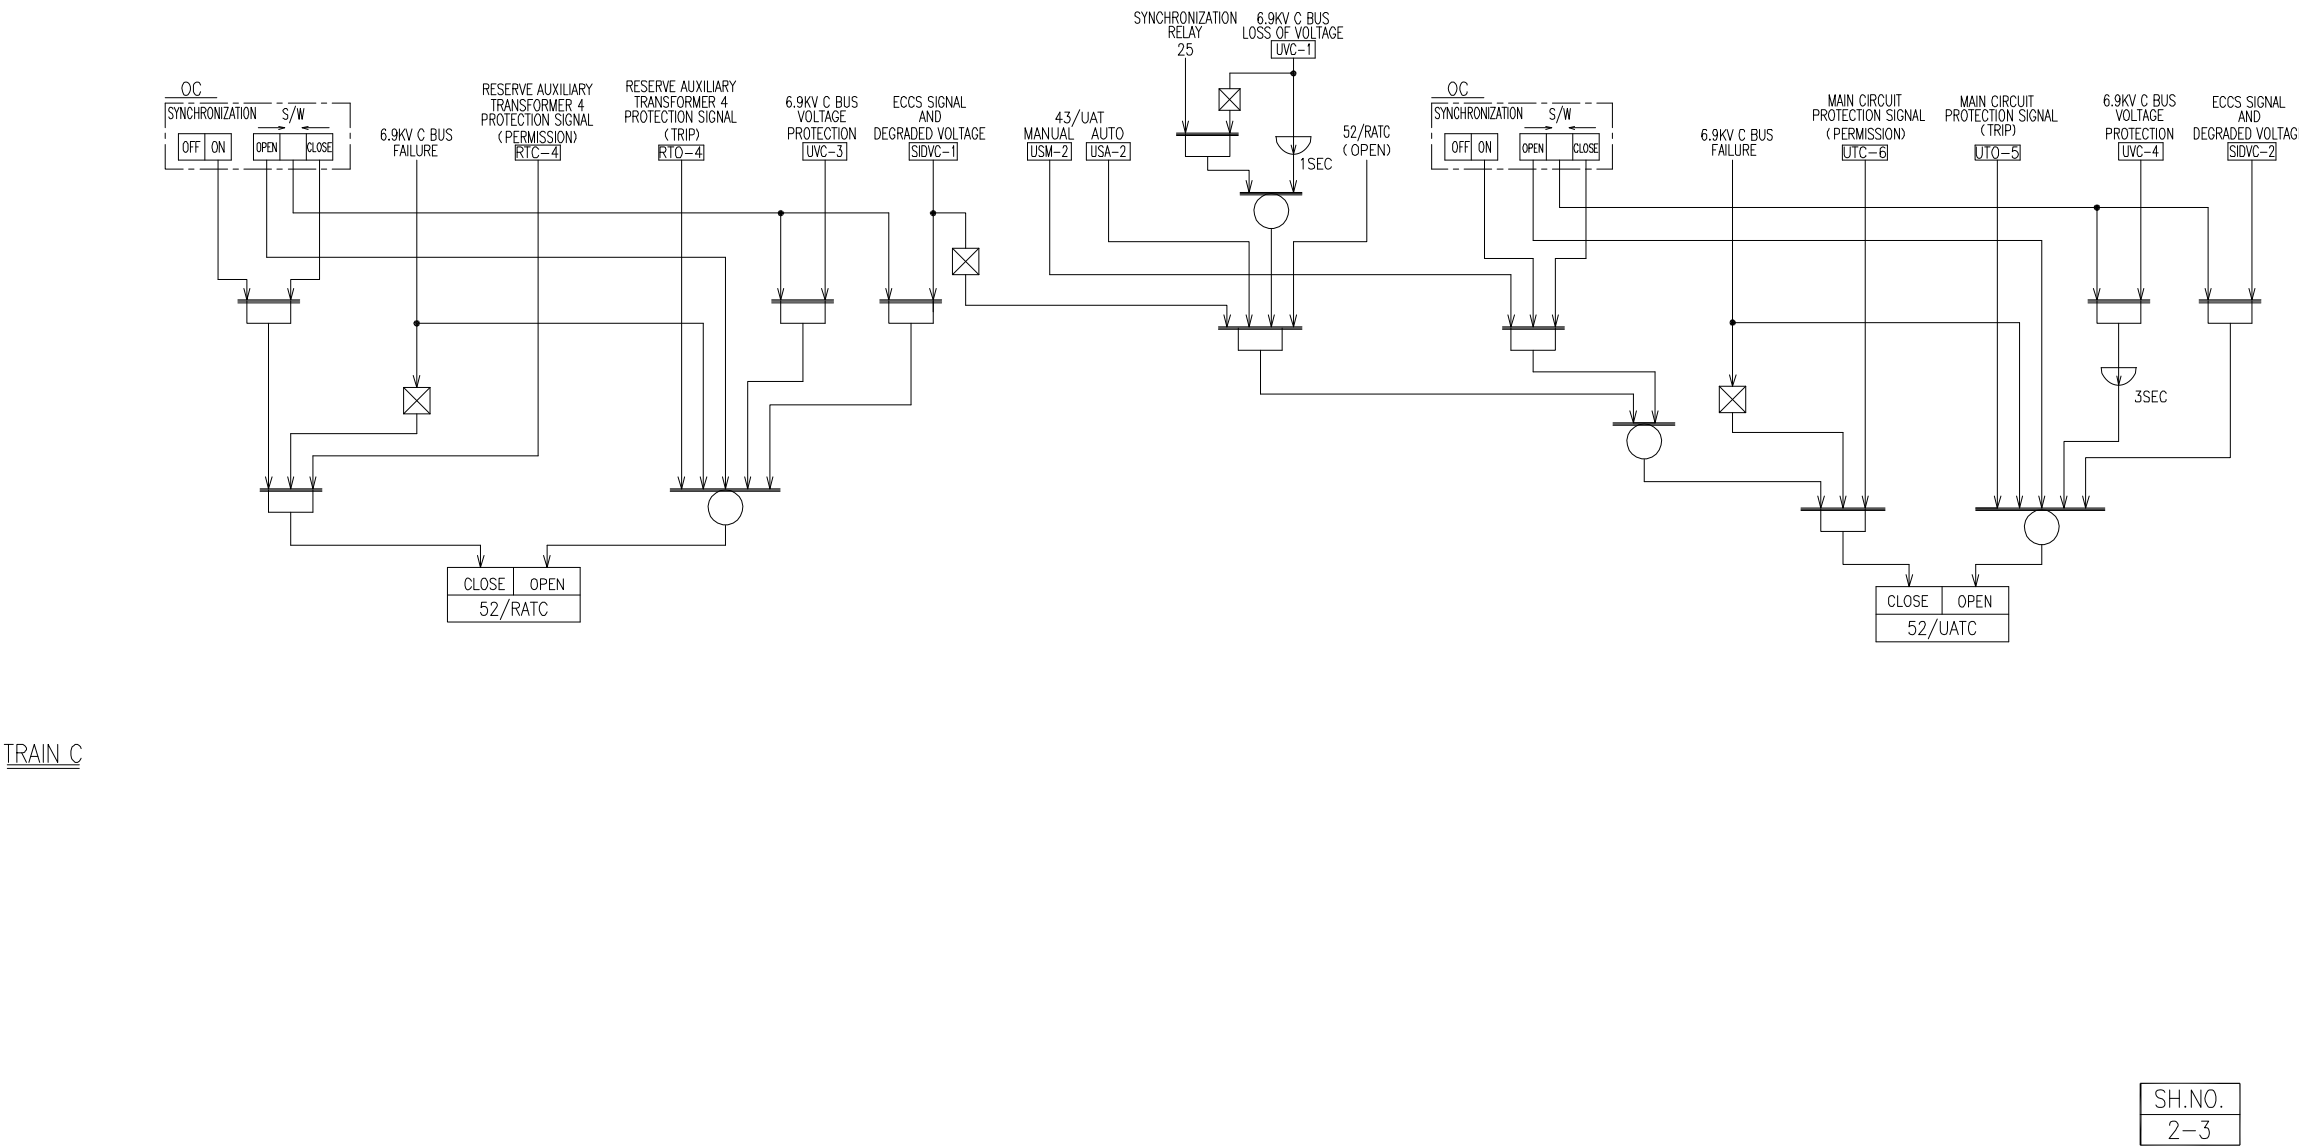 OC
SYNCHRONIZATION S/W
OFF ON OPEN CLOSE
6.9KV C BUS
FAILURE
RESERVE AUXILIARY
TRANSFORMER 4
PROTECTION SIGNAL
(PERMISSION)
RTC-4
RESERVE AUXILIARY
TRANSFORMER 4
PROTECTION SIGNAL
(TRIP)
RTO-4
6.9KV C BUS
VOLTAGE
PROTECTION
UVC-3
ECCS SIGNAL
AND
DEGRADED VOLTAGE
SIDVC-1
43/UAT
MANUAL AUTO
USM-2 USA-2
SYNCHRONIZATION
RELAY
25
6.9KV C BUS
LOSS OF VOLTAGE
UVC-1
1SEC
52/RATC
(OPEN)
OC
SYNCHRONIZATION S/W
OFF ON OPEN CLOSE
6.9KV C BUS
FAILURE
MAIN CIRCUIT
PROTECTION SIGNAL
(PERMISSION)
UTC-6
MAIN CIRCUIT
PROTECTION SIGNAL
(TRIP)
UTO-5
6.9KV C BUS
VOLTAGE
PROTECTION
UVC-4
ECCS SIGNAL
AND
DEGRADED VOLTAG
SIDVC-2
3SEC
CLOSE OPEN
52/RATC
CLOSE OPEN
52/UATC
TRAIN C
SH.NO.
2-3